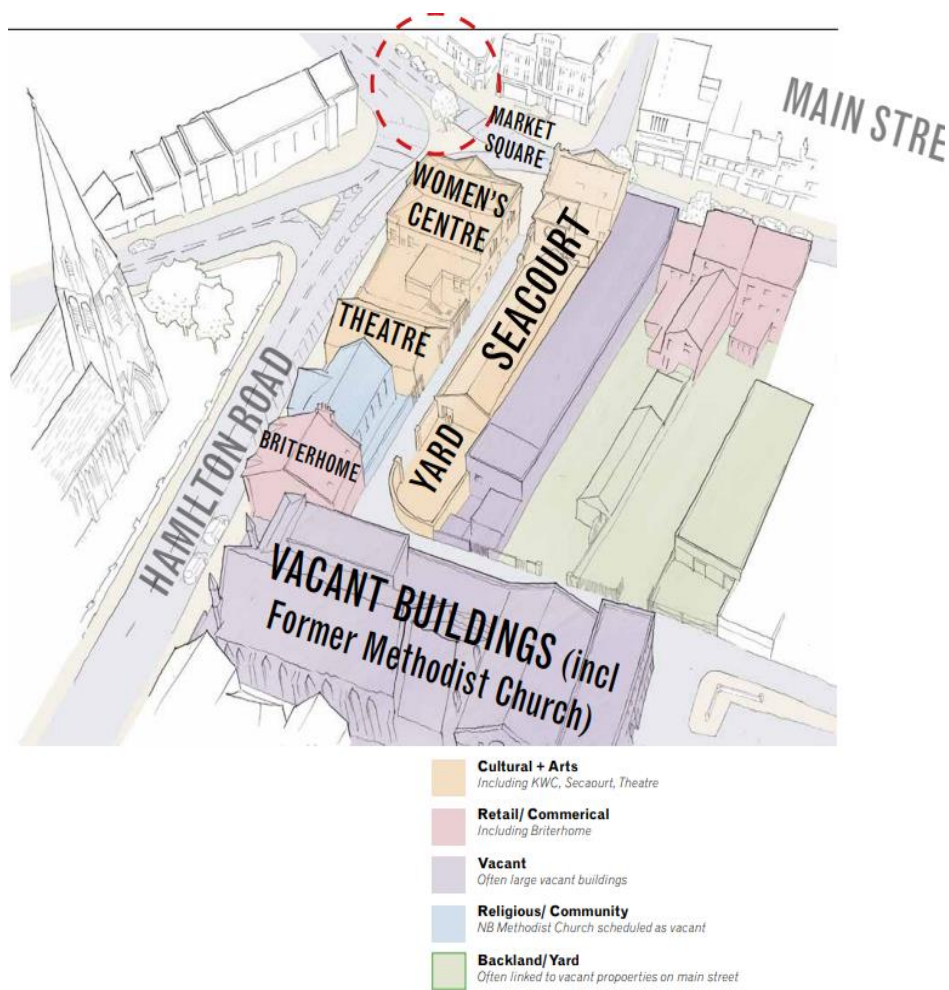 MAIN STRE
MARKET
SQUARE
WOMEN'S
CENTRE
SEACOURT
THEATRE
HAMILTON ROAD
BRITERHOME
YARD
VACANT BUILDINGS (incl
Former Methodist Church)
Cultural + Arts
Including KWC, Secaourt, Theatre
Retail/ Commerical
Including Briterhome
Vacant
Often large vacant buildings
Religious/ Community
NB Methodist Church scheduled as vacant
Backland/Yard
Often linked to vacant propoerties on main street